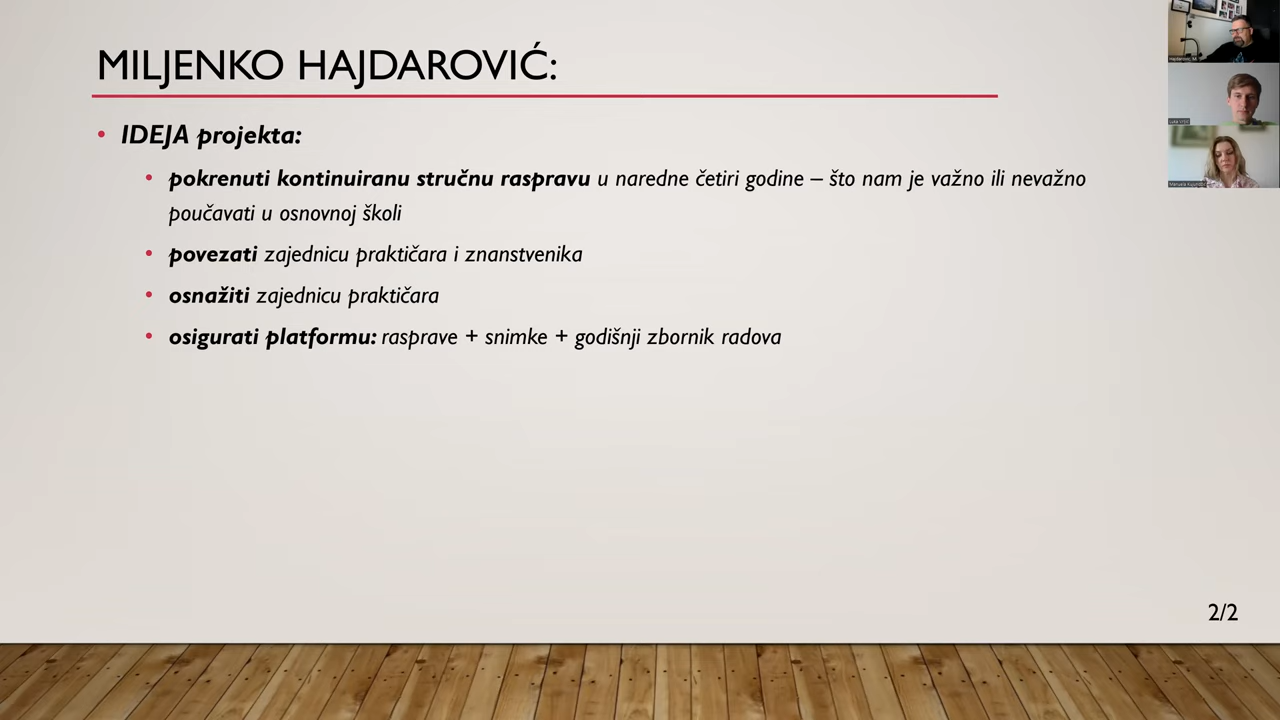 MILJENKO HAJDAROVIĆ:
• IDEJA projekta:
• pokrenuti kontinuiranu stručnu raspravu u naredne četiri godine – što nam je važno ili nevažno
poučavati u osnovnoj školi
• povezati zajednicu praktičara i znanstvenika
• osnažiti zajednicu praktičara
• osigurati platformu: rasprave + snimke + godišnji zbornik radova
2/2